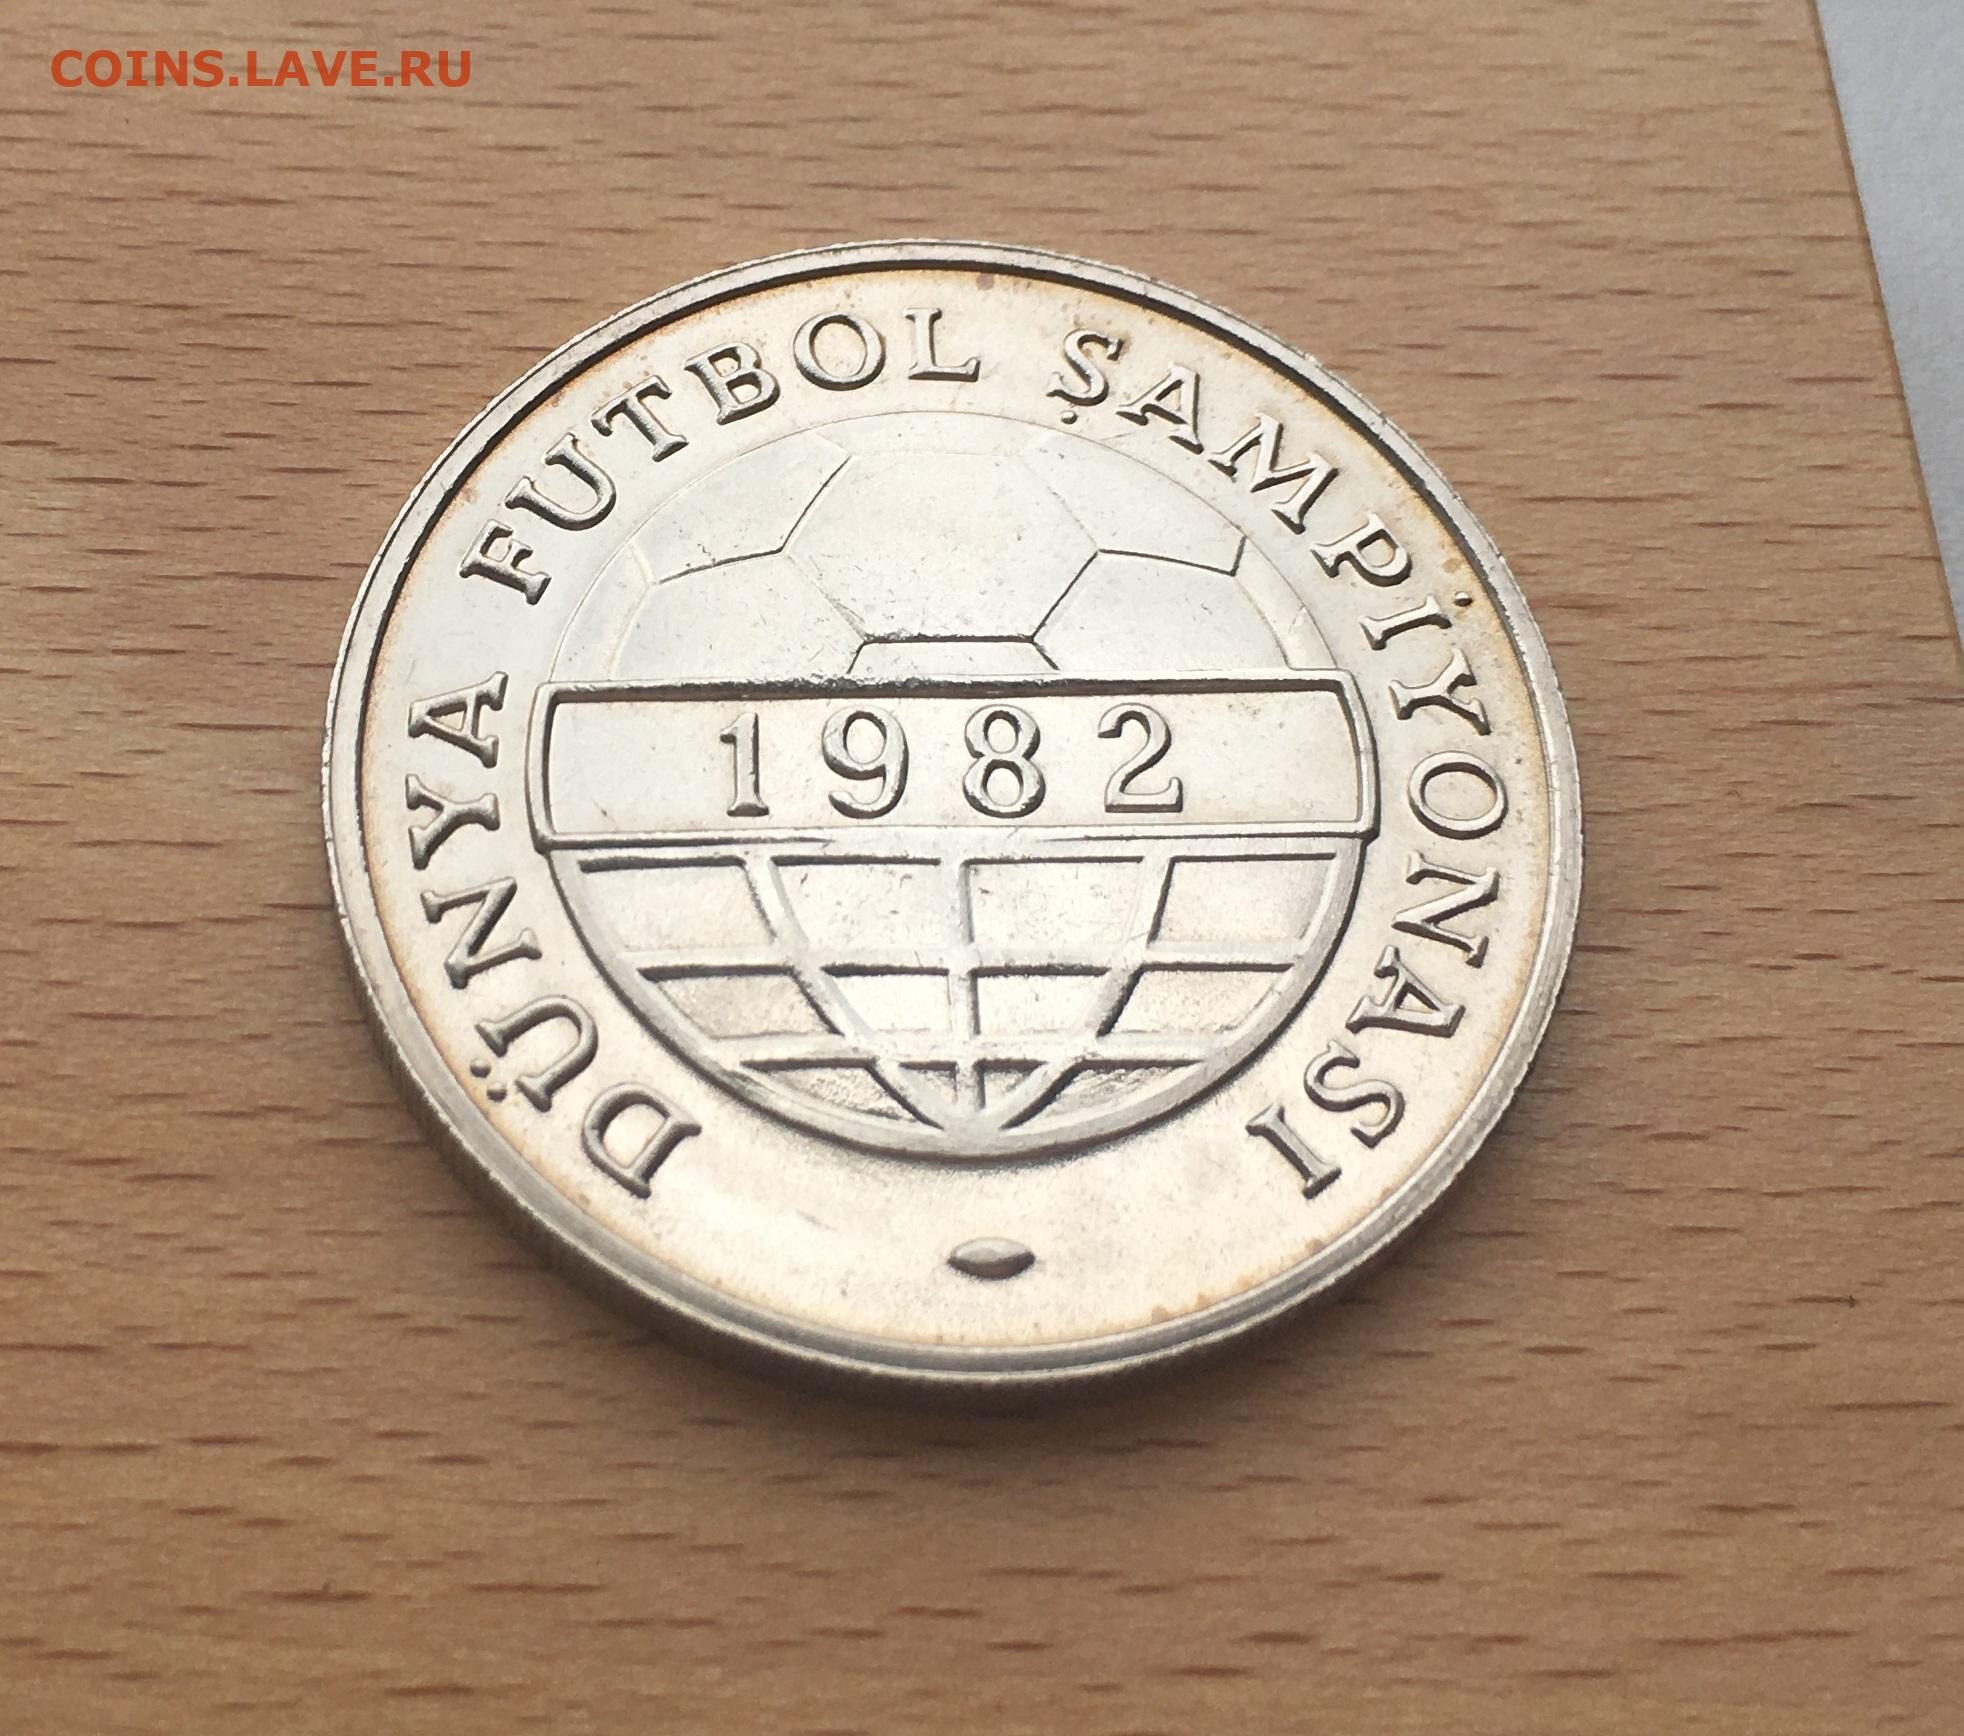 COINS.LAVE.RU
DÜNYA FUTBOL ŞAMPİYONASI
1982